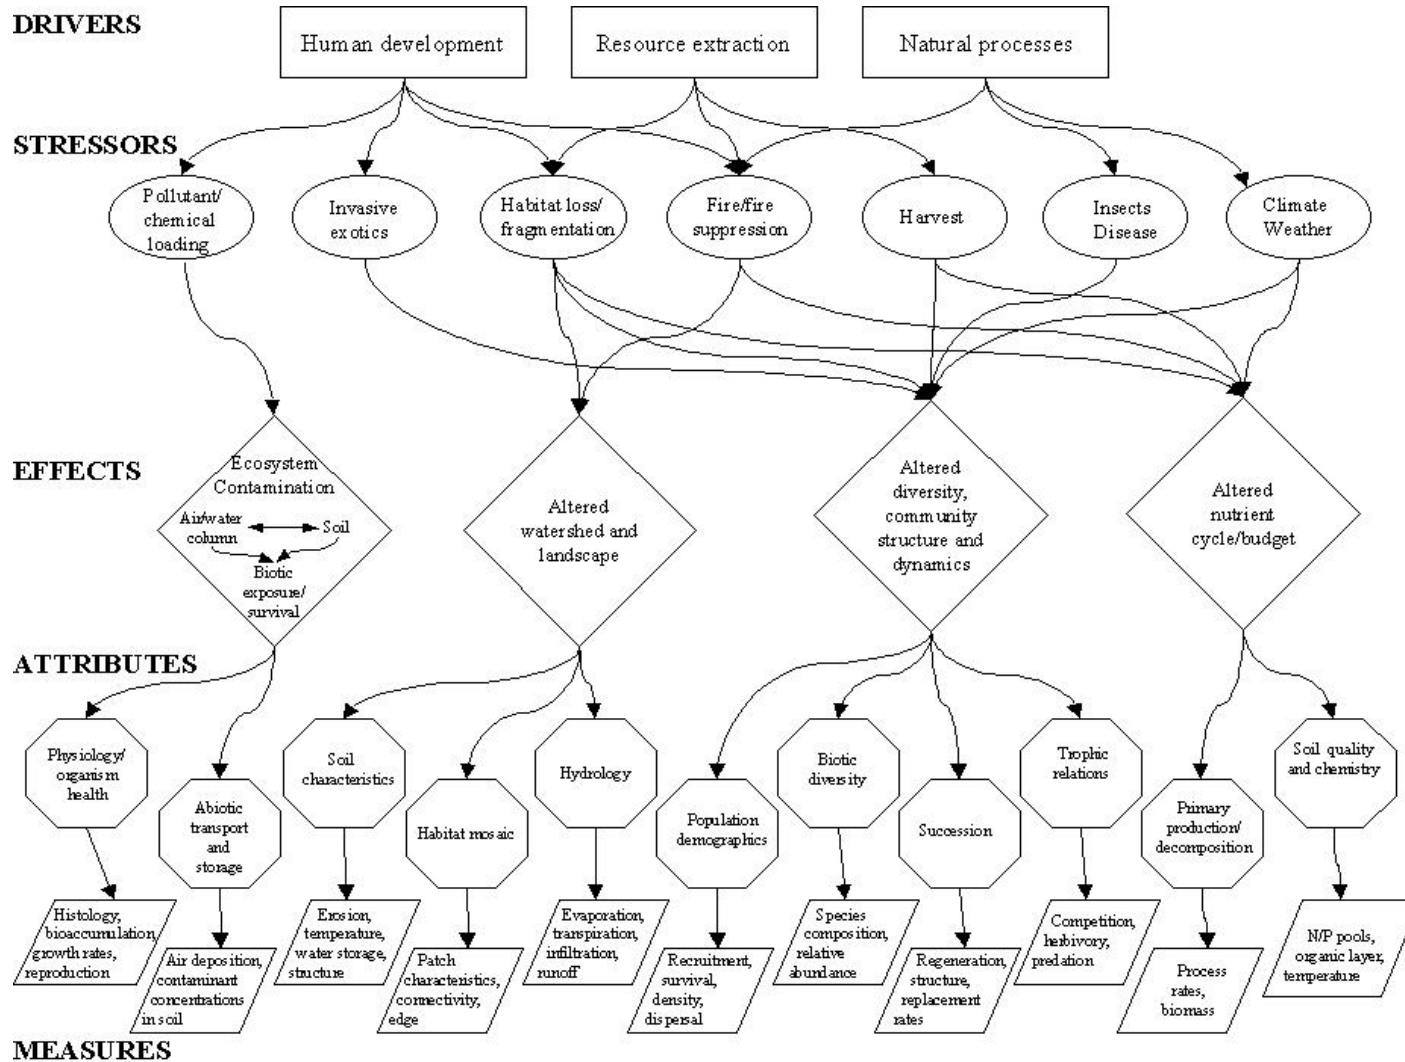 DRIVERS
Human development
Resource extraction
Natural processes
STRESSORS
Pollutant/
chemical
loading
Invasive
exotics
Habitat loss/
fragmentation
Fire/fire
suppression
Harvest
Insects
Disease
Climate
Weather
EFFECTS
Ecosystem
Contamination
Air/water
column
Soil
Biotic
exposure/
survival
Altered
watershed and
landscape
Altered
diversity,
community
structure and
dynamics
Altered
nutrient
cycle/budget
ATTRIBUTES
Physiology/
organism
health
Abiotic
transport
and
storage
Soil
characteristics
Habitat mosaic
Hydrology
Population
demographics
Biotic
diversity
Succession
Trophic
relations
Primary
production/
decomposition
Soil quality
and chemistry
Histology,
bioaccumulation,
growth rates,
reproduction
Air deposition,
contaminant
concentrations
in soil
Erosion,
temperature,
water storage,
structure
Patch
characteristics,
connectivity,
edge
Evaporation,
transpiration,
infiltration,
runoff
Recruitment,
survival,
density,
dispersal
Species
composition,
relative
abundance
Regeneration,
structure,
replacement
rates
Competition,
herbivory,
predation
Process
rates,
biomass
N/P pools,
organic layer,
temperature
MEASURES